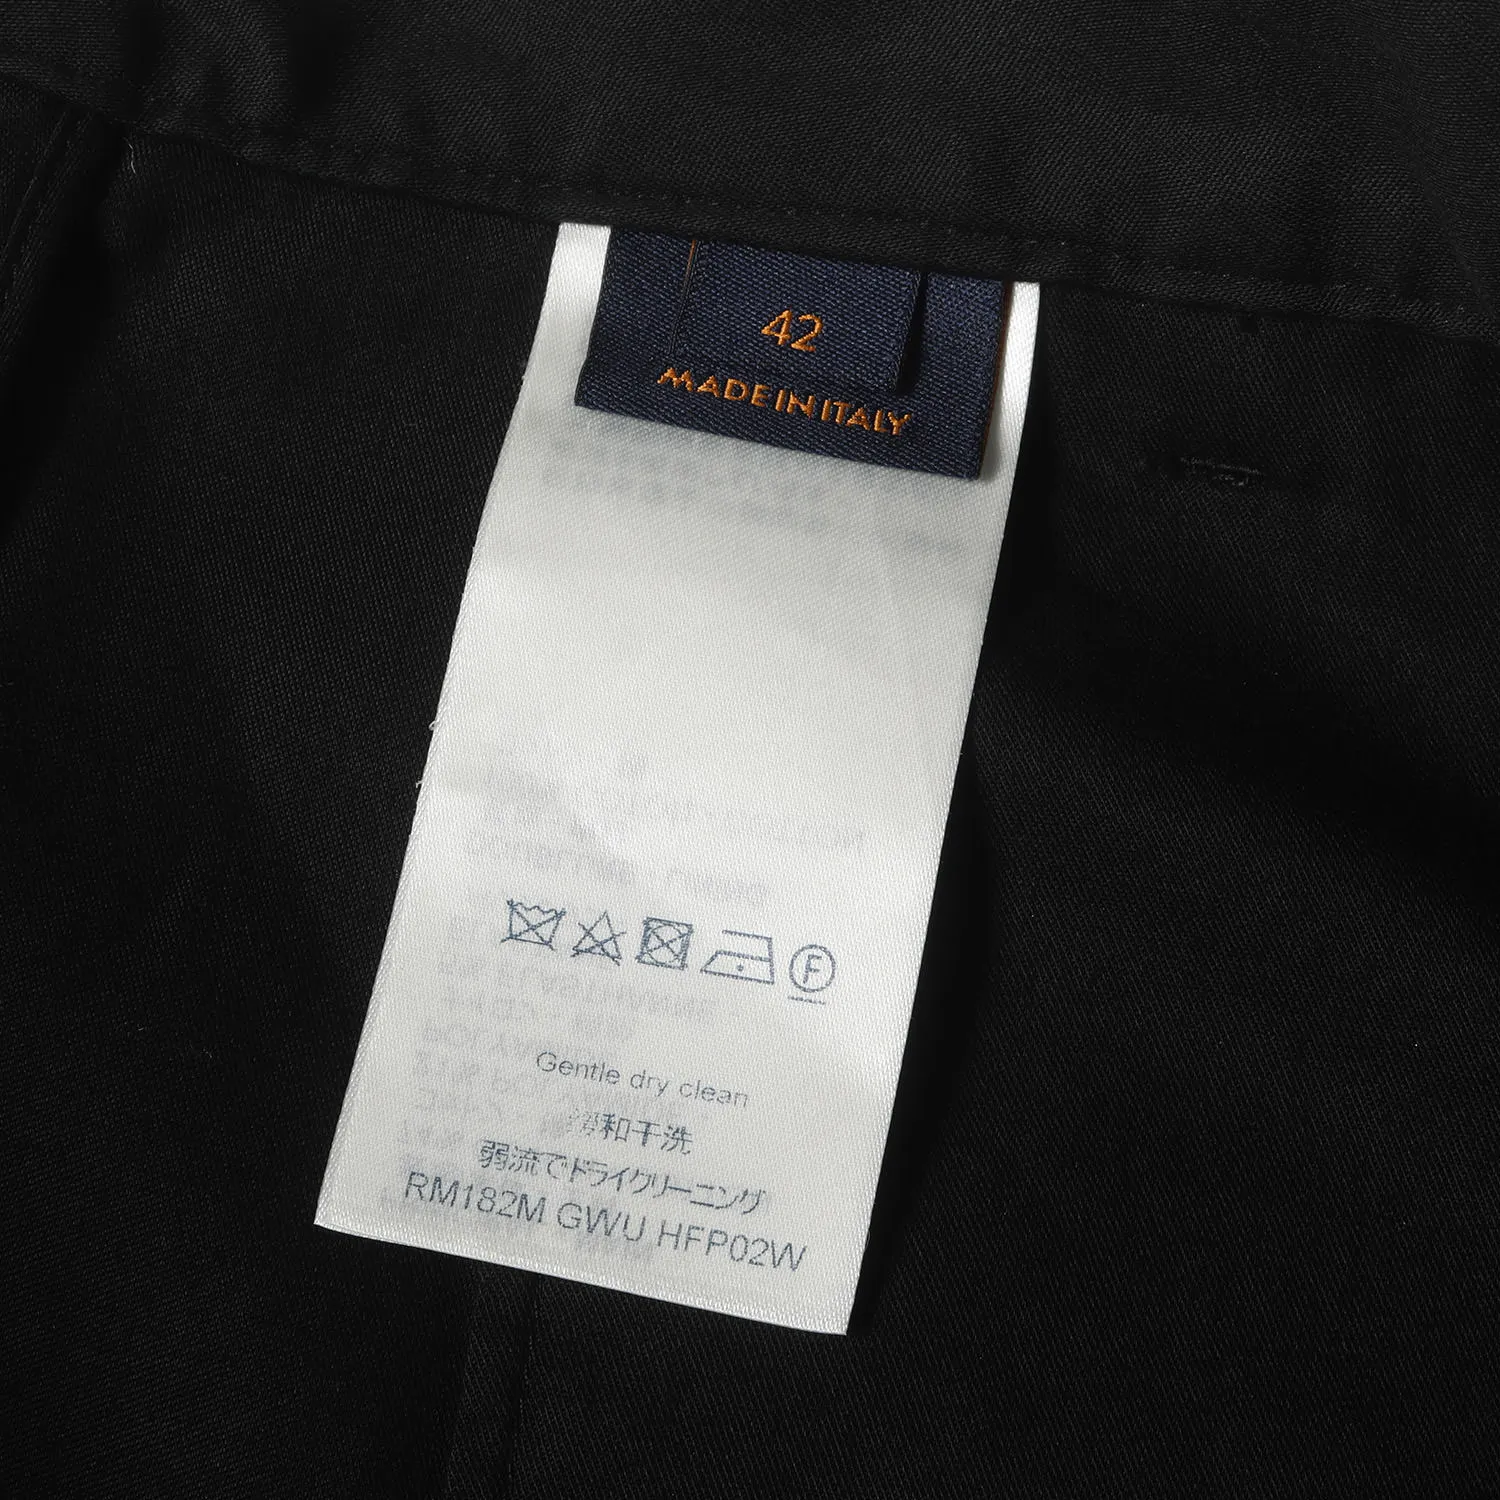 42
MADE IN ITALY
F
Gentle dry clean
缓和干洗
弱流でドライクリーニング
RM182M GWU HFP02W